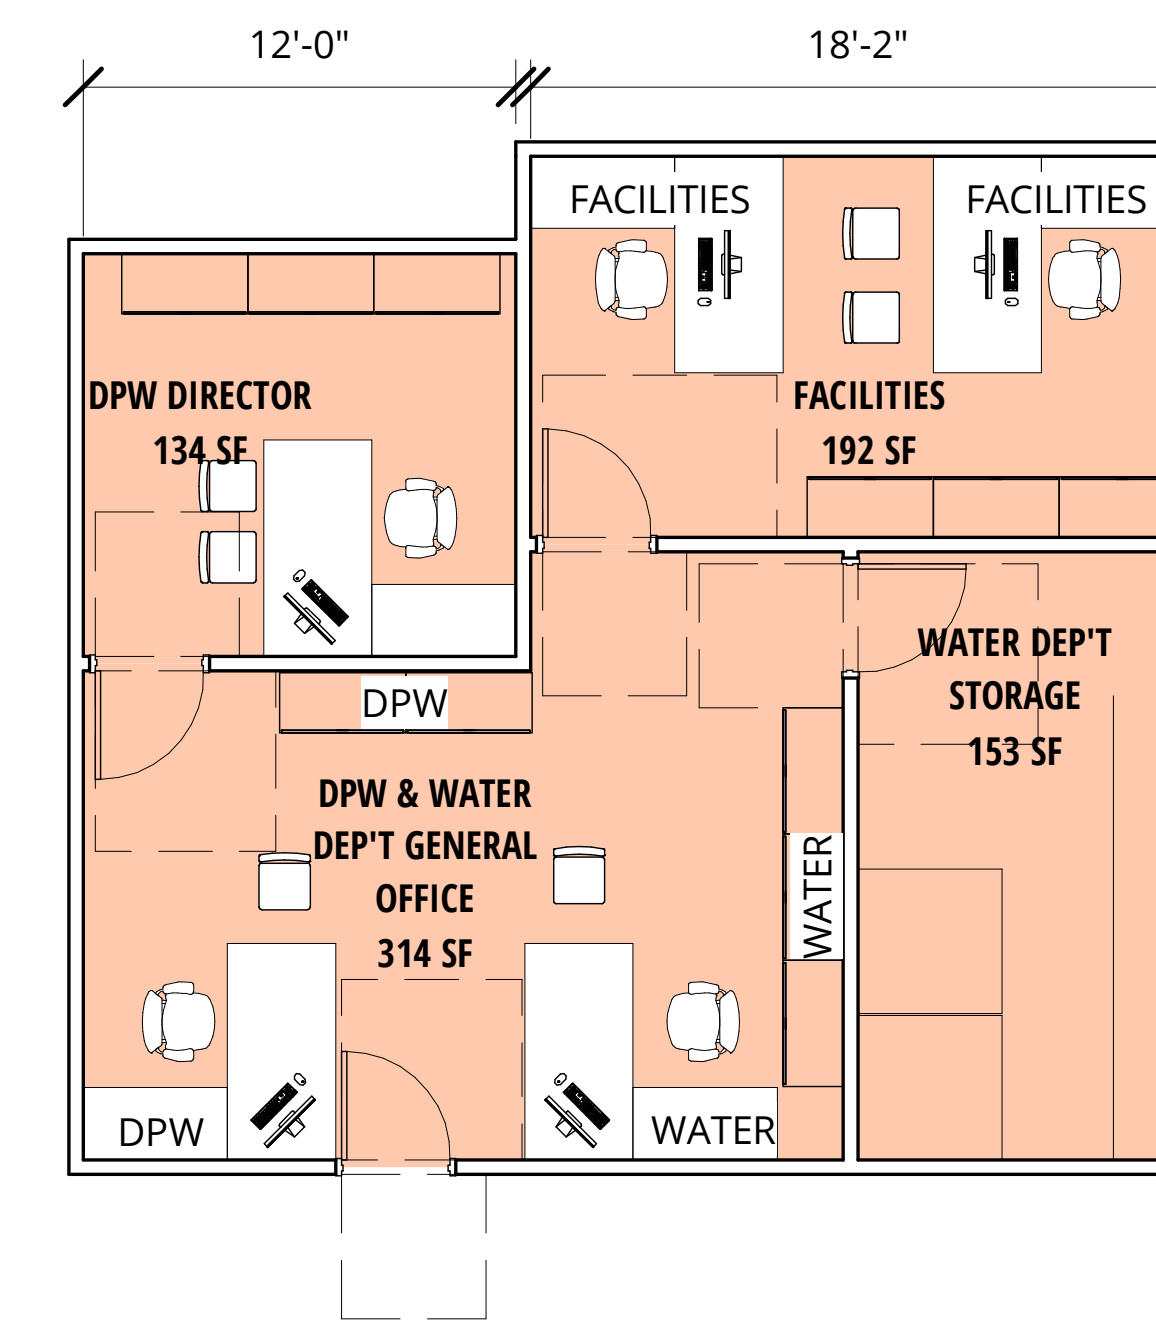 12'-0"
18'-2"
FACILITIES
FACILITIES
DPW DIRECTOR
134 SF
FACILITIES
192 SF
WATER DEP'T
STORAGE
153 SF
DPW
DPW & WATER
DEP'T GENERAL
OFFICE
314 SF
WATER
DPW
WATER